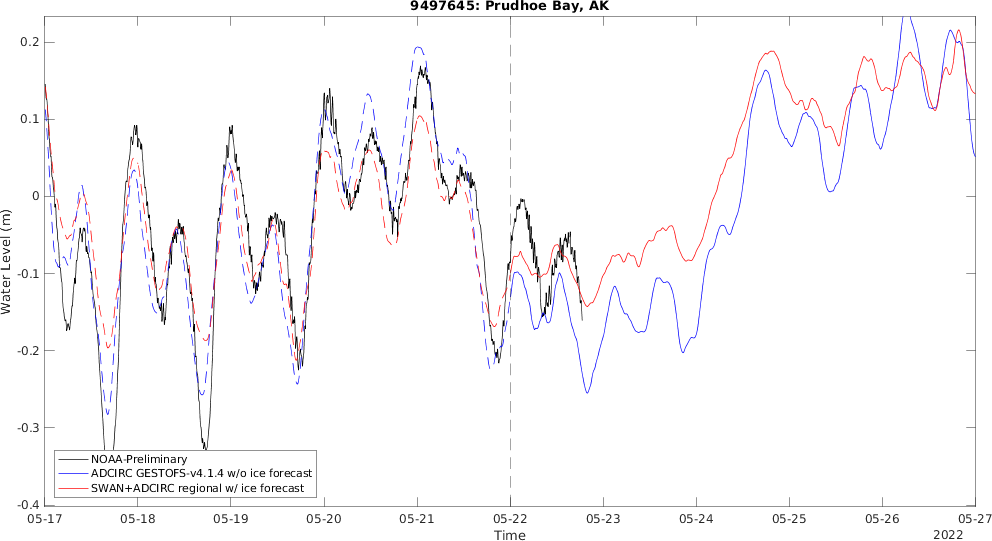 9497645: Prudhoe Bay, AK
Water Level (m)
0.2
0.1
0
-0.1
-0.2
-0.3
-0.4
NOAA-Preliminary
ADCIRC GESTOFS-v4.1.4 w/o ice forecast
SWAN+ADCIRC regional w/ ice forecast
05-17 05-18 05-19 05-20 05-21 05-22 05-23 05-24 05-25 05-26 05-27
Time
2022